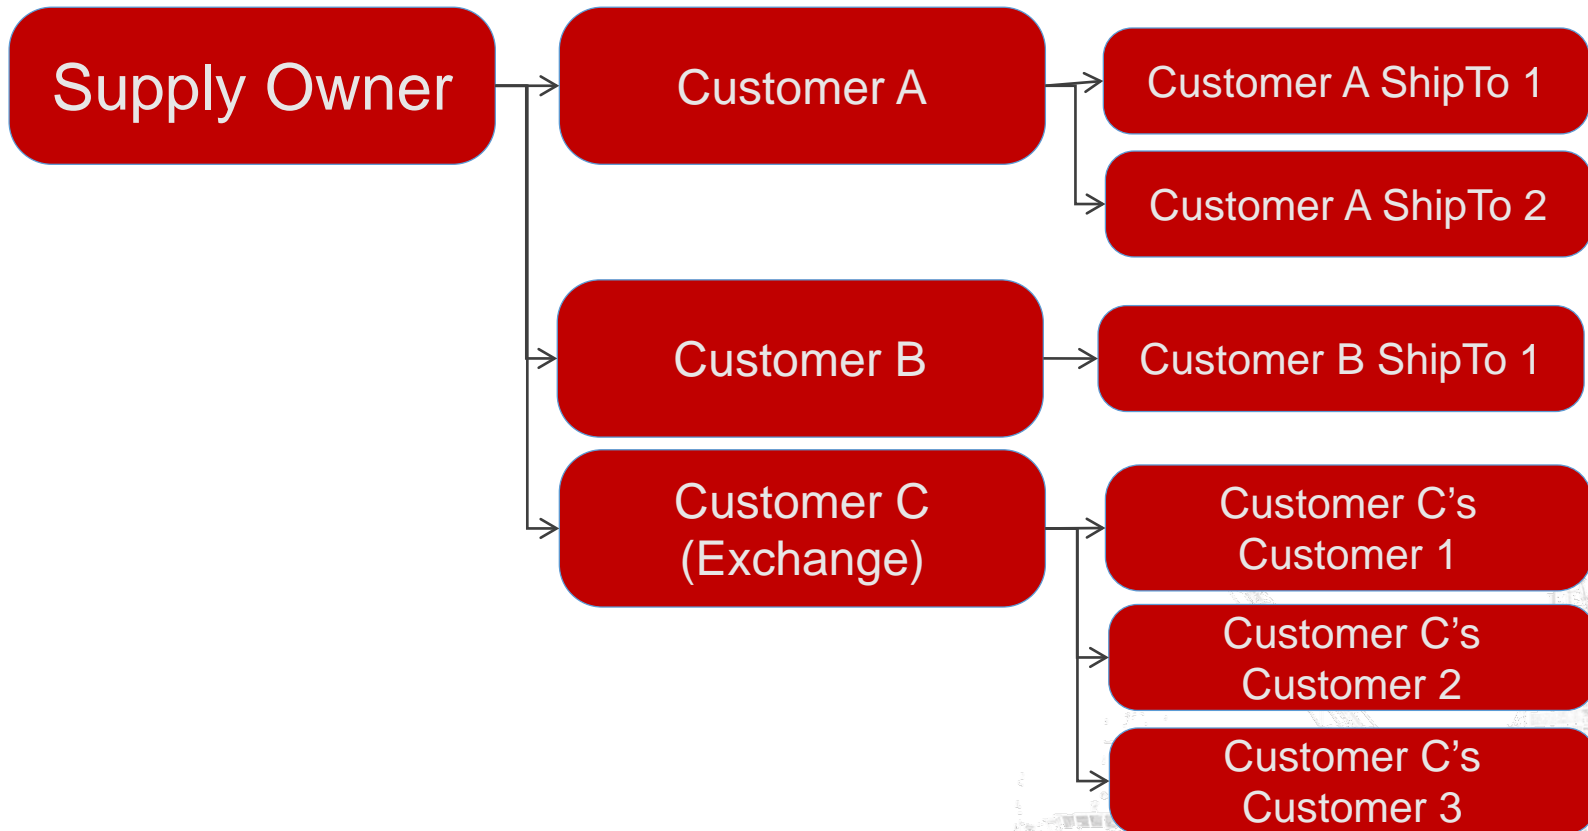 Supply Owner
Customer A
Customer A ShipTo 1
Customer A ShipTo 2
Customer B
Customer B ShipTo 1
Customer C
(Exchange)
Customer C’s
Customer 1
Customer C’s
Customer 2
Customer C’s
Customer 3